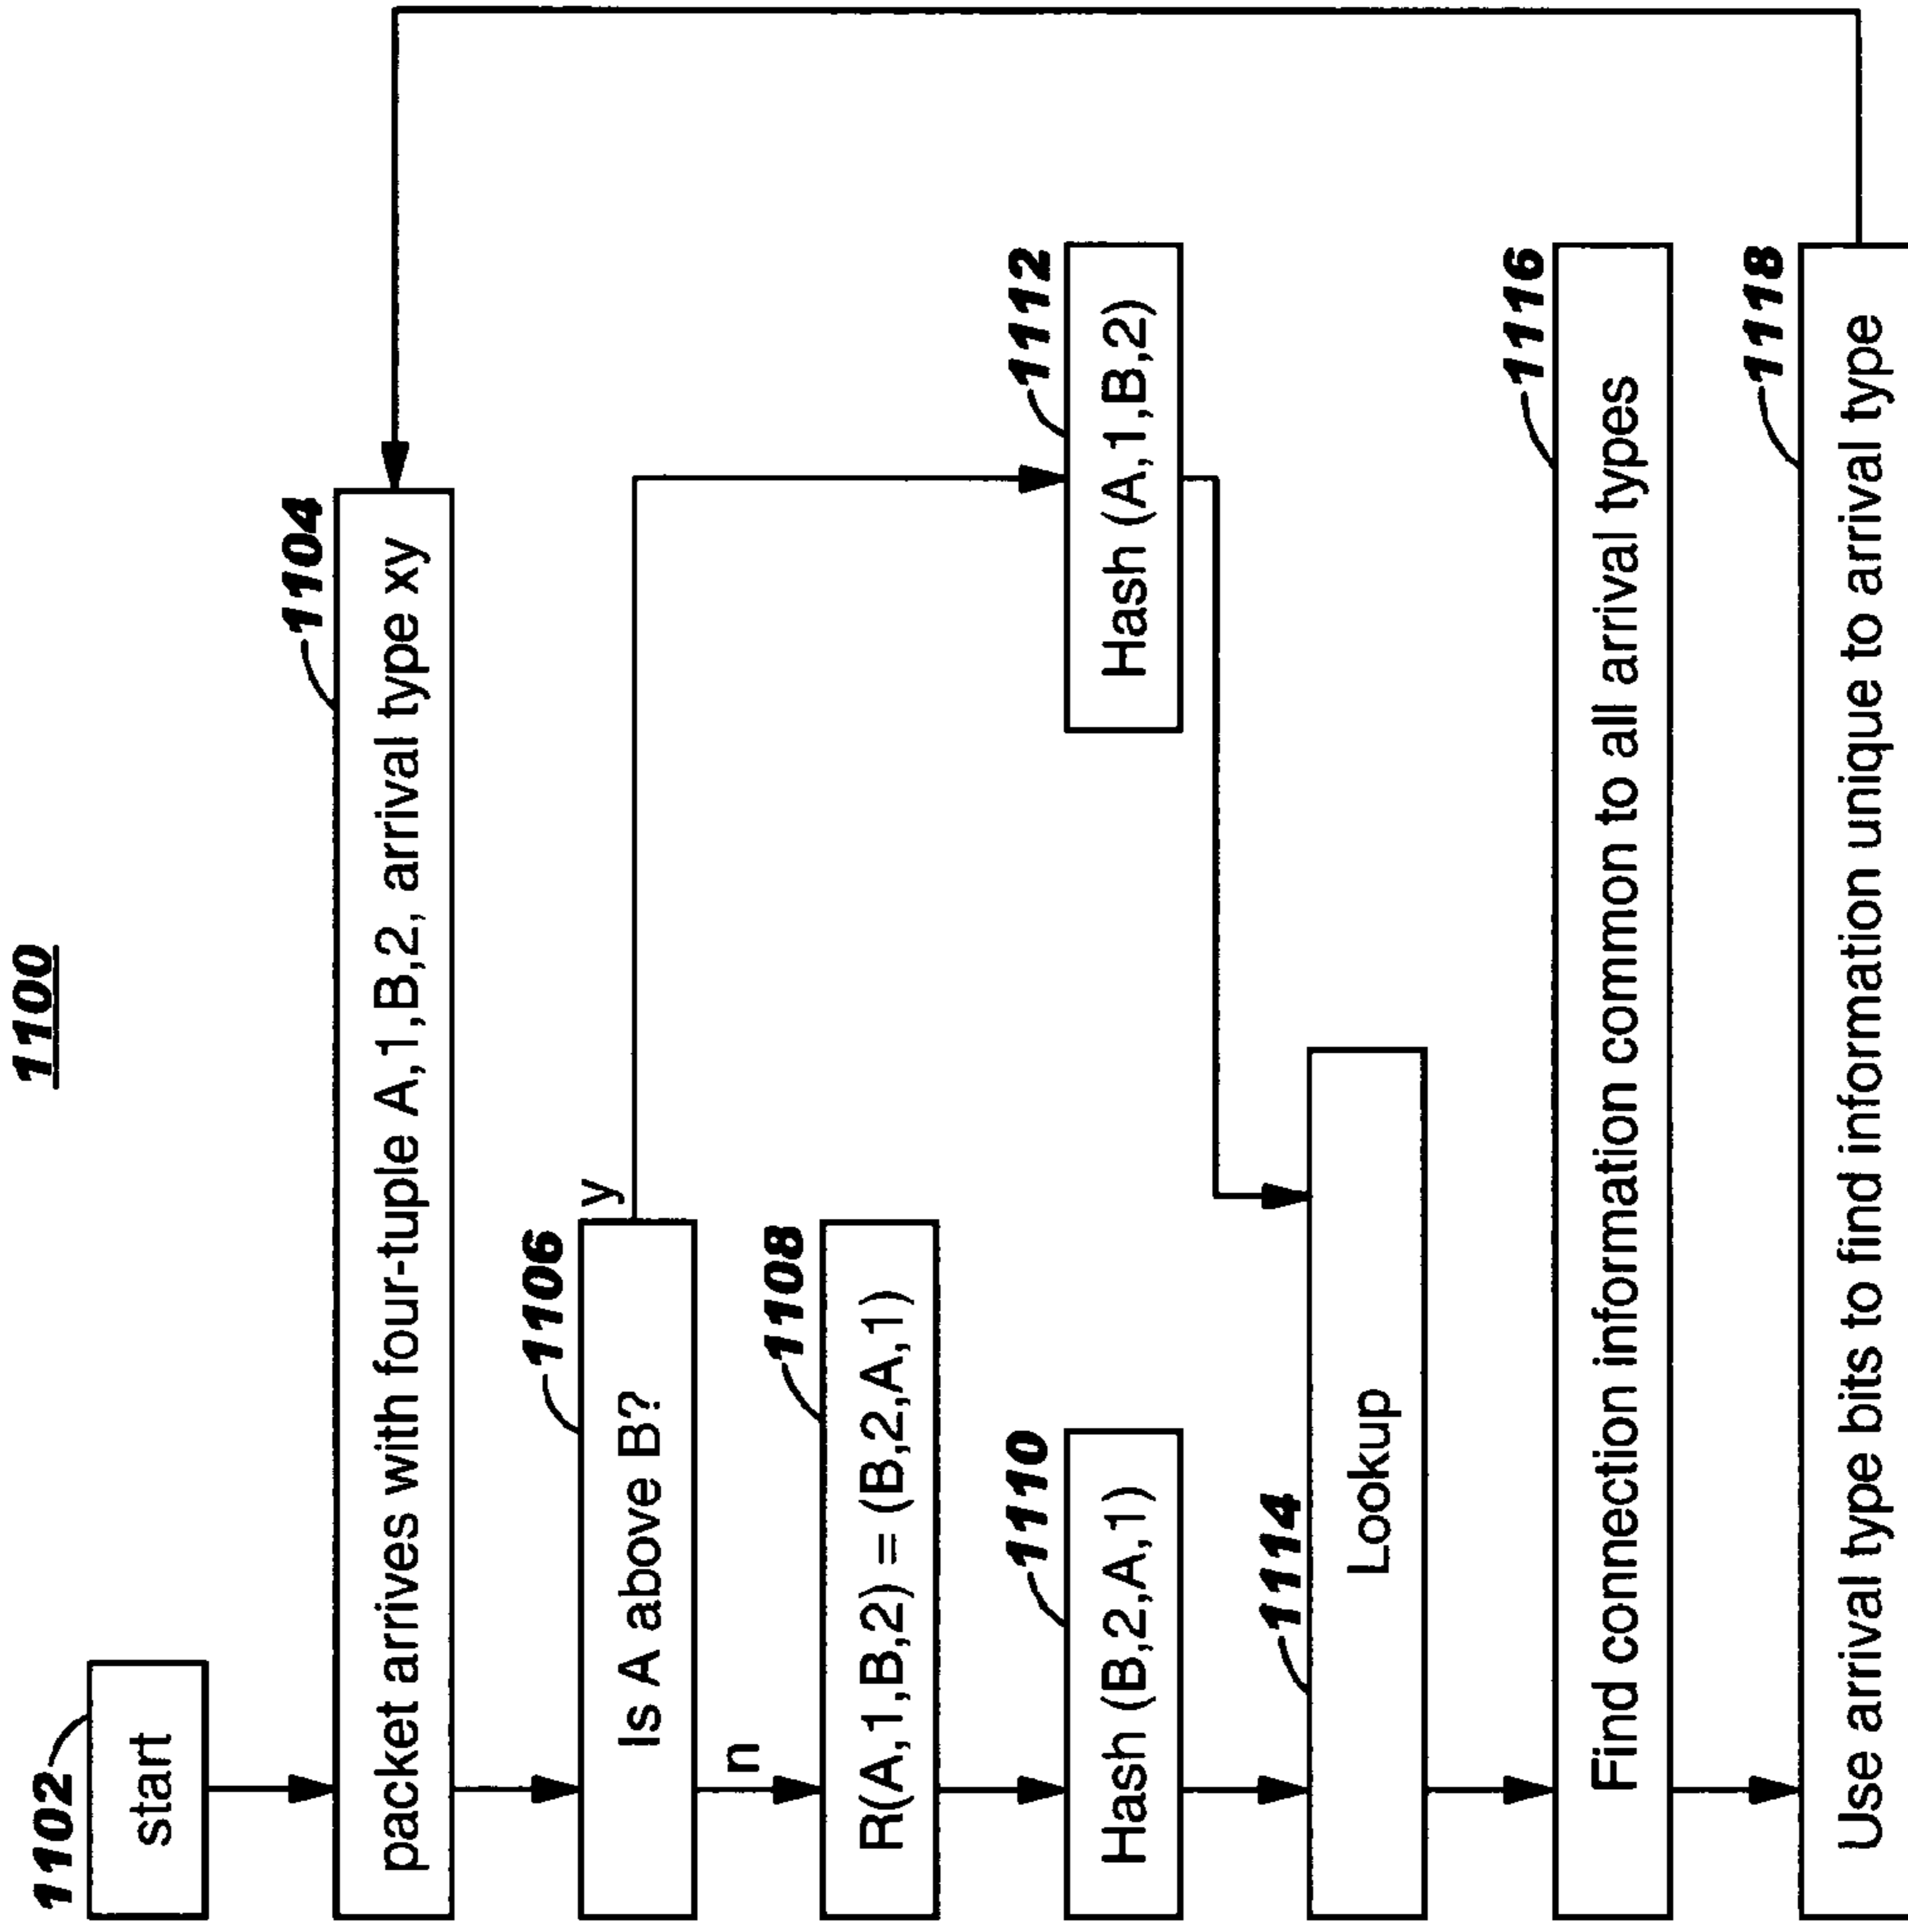 1100
1102
start
1104
packet arrives with four-tuple A,1,B,2, arrival type xy
1106
Is A above B?
y
n
1108
R(A,1,B,2) = (B,2,A,1)
1110
Hash (B,2,A,1)
1112
Hash (A,1,B,2)
1114
Lookup
1116
Find connection information common to all arrival types
1118
Use arrival type bits to find information unique to arrival type